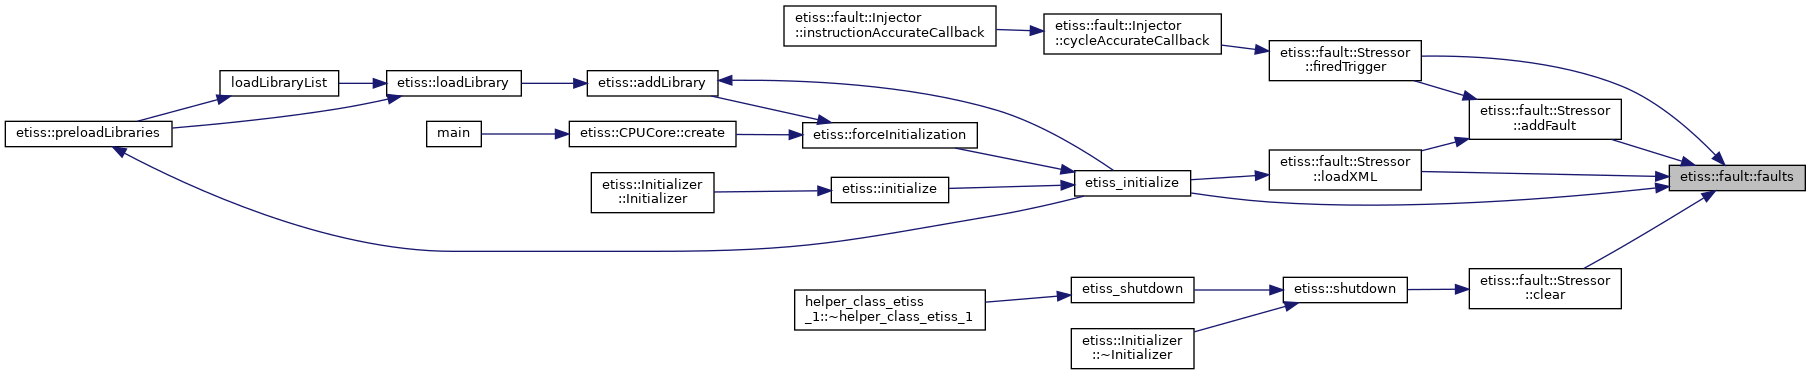 etiss::fault::Injector
::instructionAccurateCallback
etiss::fault::Injector
::cycleAccurateCallback
etiss::fault::Stressor
::firedTrigger
loadLibraryList
etiss::loadLibrary
etiss::addLibrary
etiss::fault::Stressor
::addFault
etiss::preloadLibraries
main
etiss::CPUCore::create
etiss::forceInitialization
etiss::fault::Stressor
::loadXML
etiss::fault::faults
etiss::Initializer
::Initializer
etiss::initialize
etiss_initialize
helper_class_etiss
_1::~helper_class_etiss_1
etiss_shutdown
etiss::shutdown
etiss::fault::Stressor
::clear
etiss::Initializer
::~Initializer